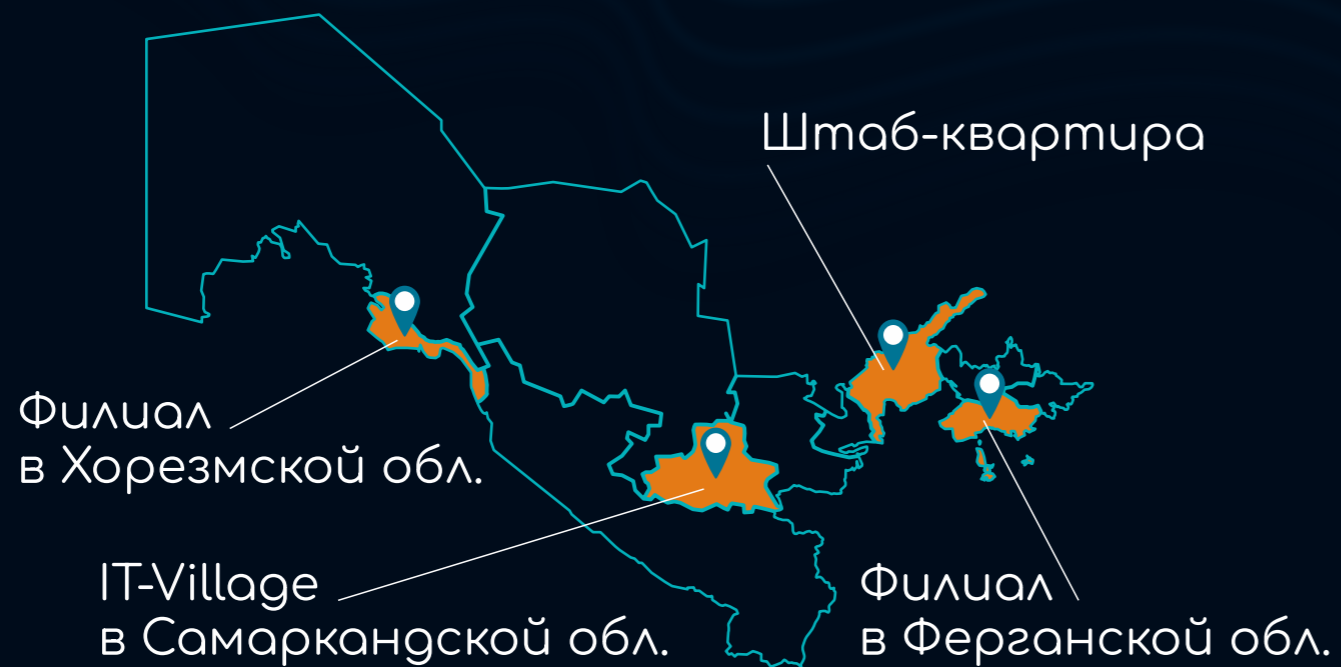 Штаб-квартира
Филиал
в Хорезмской обл.
IT-Village
в Самаркандской обл.
Филиал
в Ферганской обл.